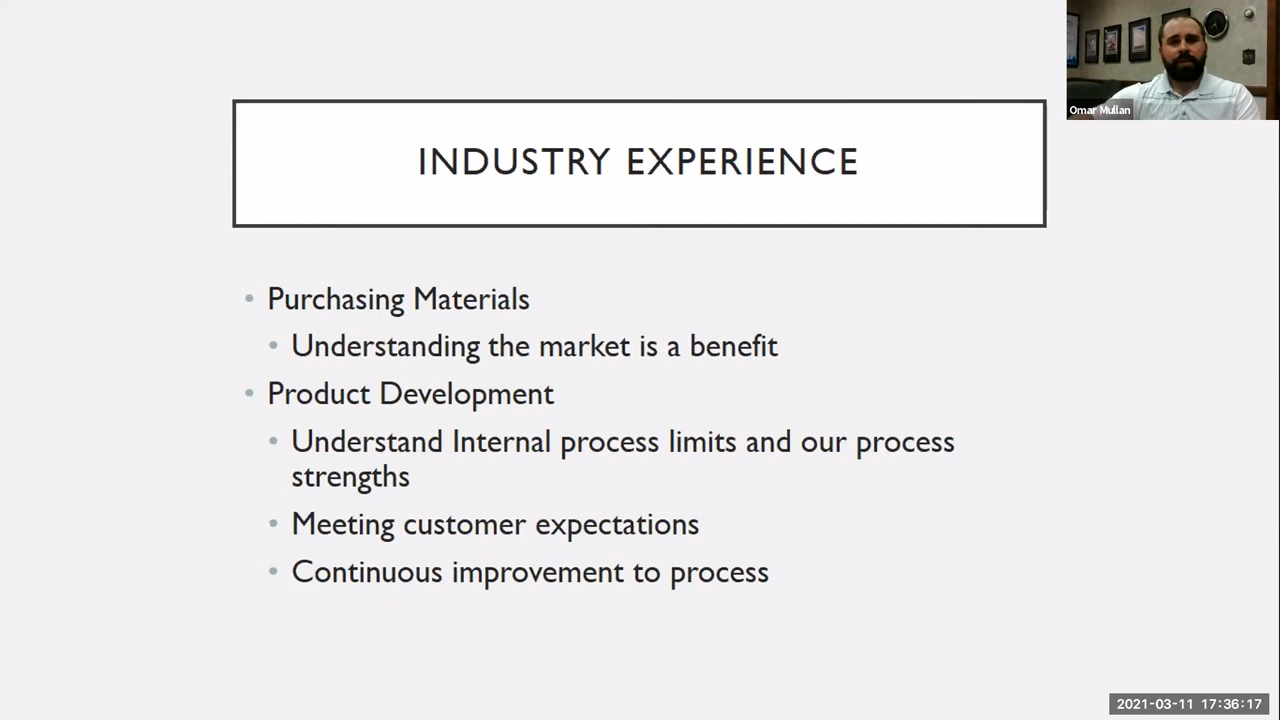 Omar Mullan
INDUSTRY EXPERIENCE
• Purchasing Materials
• Understanding the market is a benefit
• Product Development
• Understand Internal process limits and our process
strengths
• Meeting customer expectations
• Continuous improvement to process
2021-03-11 17:36:17